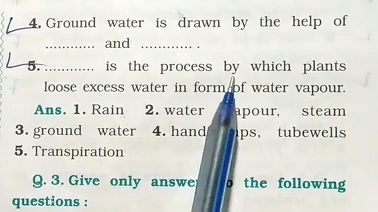 4. Ground water is drawn by the help of
............ and ............. .
5. ............ is the process by which plants
loose excess water in form of water vapour.
Ans. 1. Rain 2. water apour, steam
3. ground water 4. hand ps, tubewells
5. Transpiration
Q. 3. Give only answe o the following
questions :